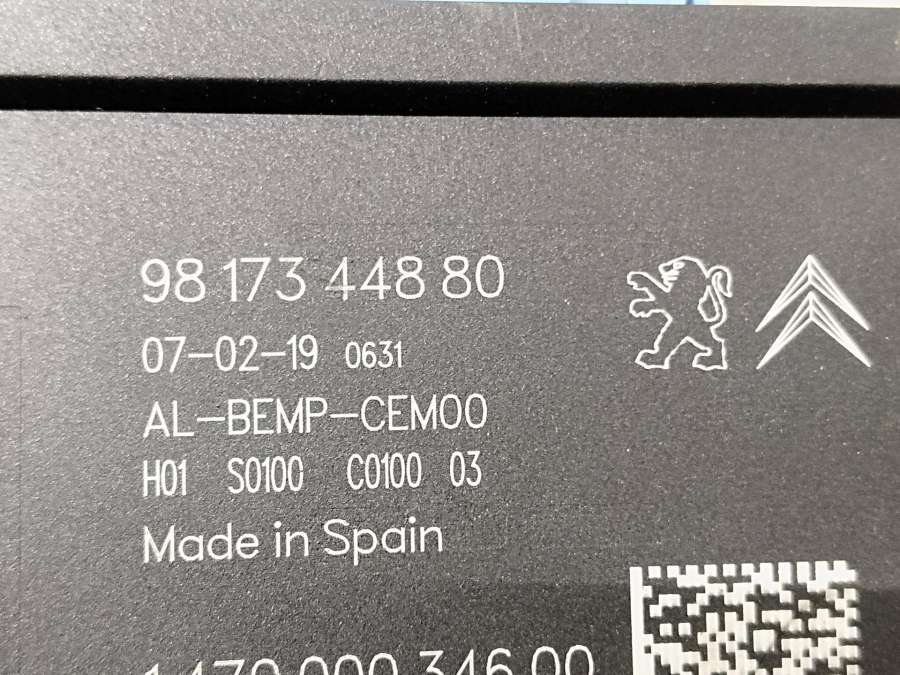 98 173 448 80
07-02-19 0631
AL-BEMP-CEM00
H01 S0100 C0100 03
Made in Spain